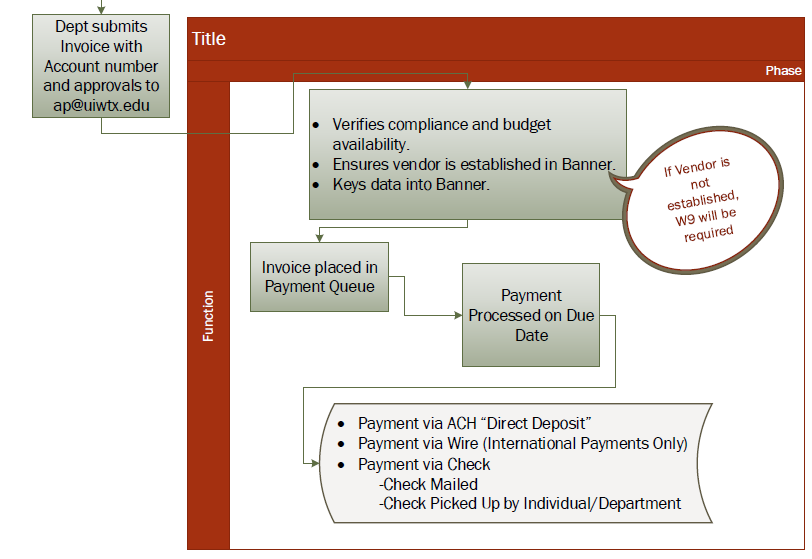 Dept submits
Invoice with
Account number
and approvals to
ap@uiwtx.edu
Title
Phase
• Verifies compliance and budget
availability.
• Ensures vendor is established in Banner.
• Keys data into Banner.
If Vendor is
not
established,
W9 will be
required
Invoice placed in
Payment Queue
Payment
Processed on Due
Date
Function
• Payment via ACH “Direct Deposit”
• Payment via Wire (International Payments Only)
• Payment via Check
-Check Mailed
-Check Picked Up by Individual/Department